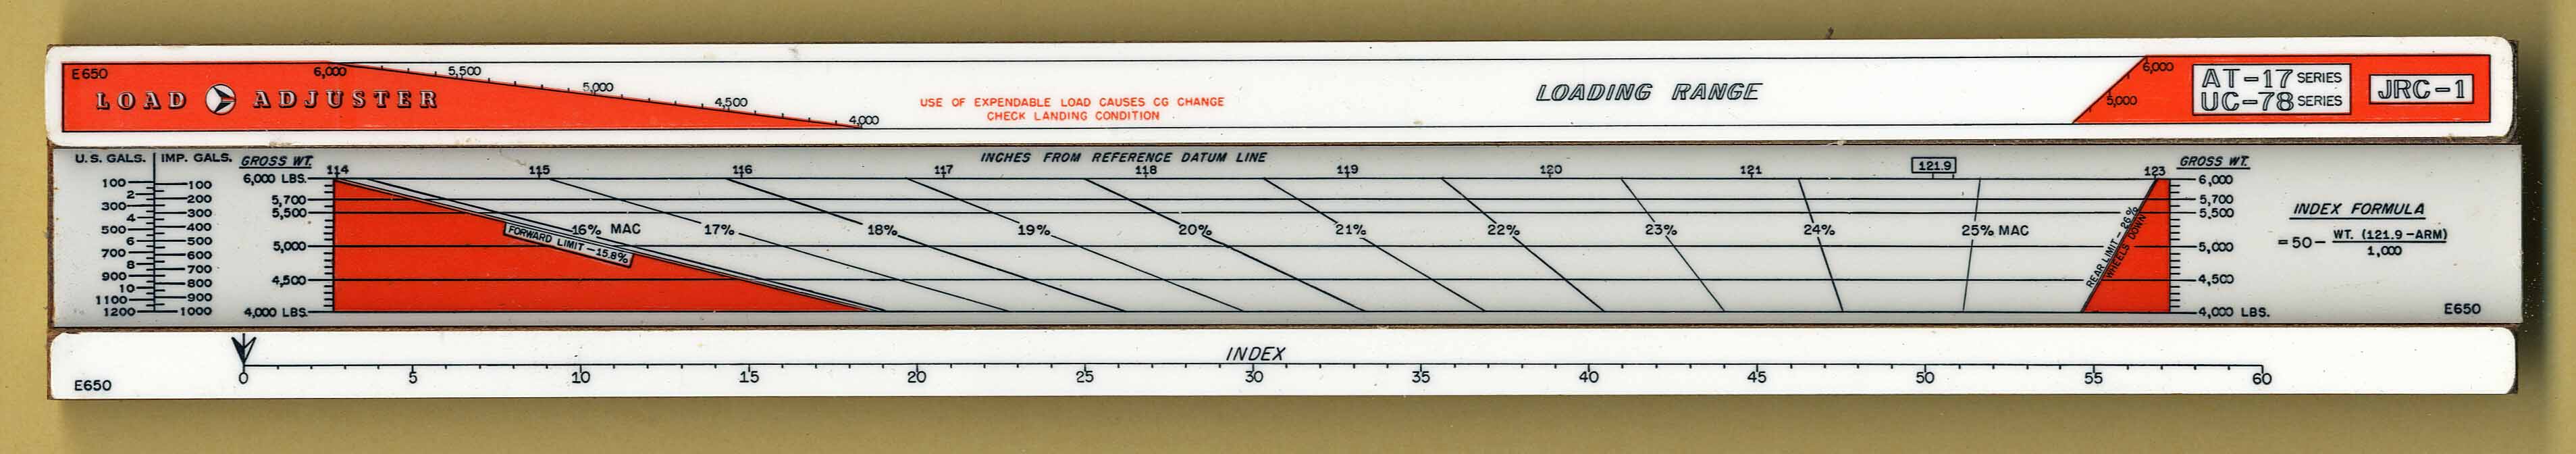 E650
6,000 5,500 5,000 4,500 4,000
LOAD ADJUSTER
USE OF EXPENDABLE LOAD CAUSES CG CHANGE
CHECK LANDING CONDITION
LOADING RANGE
6,000
5,000
AT-17 SERIES
UC-78 SERIES
JRC-1
U.S. GALS. IMP. GALS. GROSS WT.
INCHES FROM REFERENCE DATUM LINE
GROSS WT.
114 115 116 117 118 119 120 121 121.9 123
100
2
300
4
500
6
700
8
900
10
1100
1200
100
200
300
400
500
600
700
800
900
1000
6,000 LBS.
5,700
5,500
5,000
4,500
4,000 LBS.
16% MAC 17% 18% 19% 20% 21% 22% 23% 24% 25% MAC
FORWARD LIMIT-15.8%
REAR LIMIT-26%
WHEELS DOWN
6,000
5,700
5,500
5,000
4,500
4,000 LBS.
INDEX FORMULA
=50- WT. (121.9-ARM)
1,000
E650
INDEX
0 5 10 15 20 25 30 35 40 45 50 55 60
E650